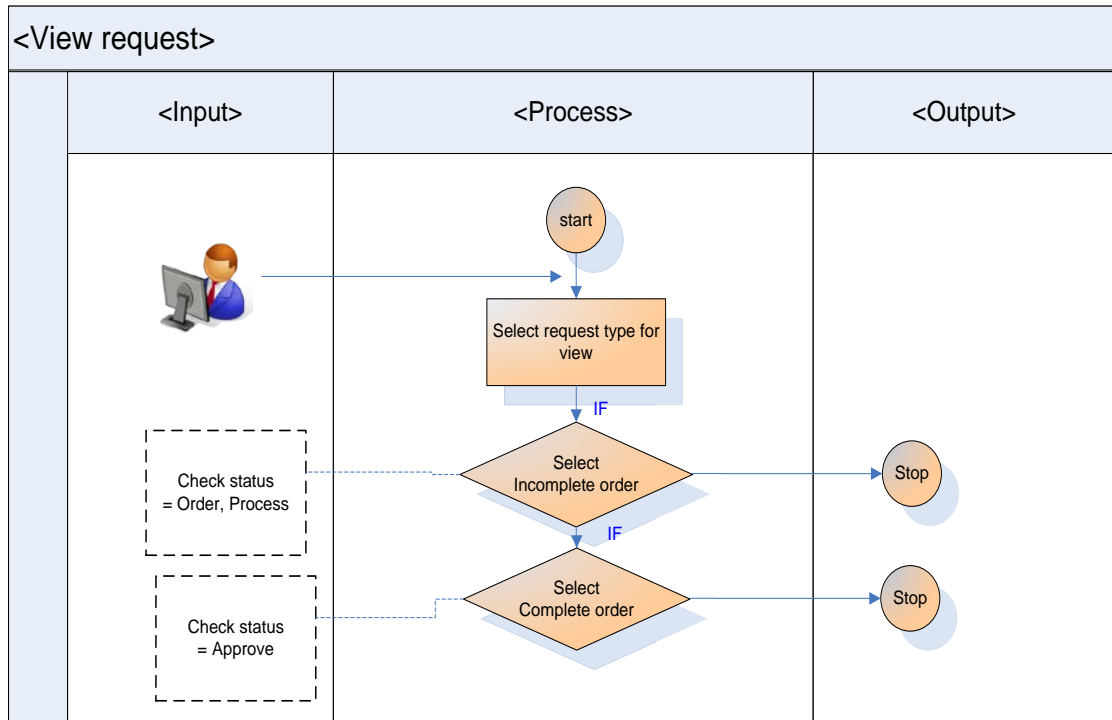 <View request>
<Input>
<Process>
<Output>
start
Select request type for
view
IF
Check status
= Order, Process
Select
Incomplete order
Stop
IF
Check status
= Approve
Select
Complete order
Stop